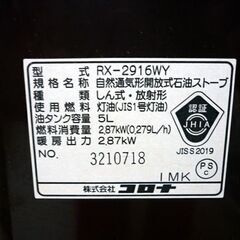 型 式 RX-2916WY
規格名称 自然通気形開放式石油ストーブ
種類 しん式・放射形
使用燃料 灯油(JIS1号灯油)
油タンク容量 5L
燃料消費量 2.87kW(0.279L/h)
暖房出力 2.87kW
NO. 3210718
認証
JHIA
JIS S 2019
PS
C
IMK
株式会社コロナ